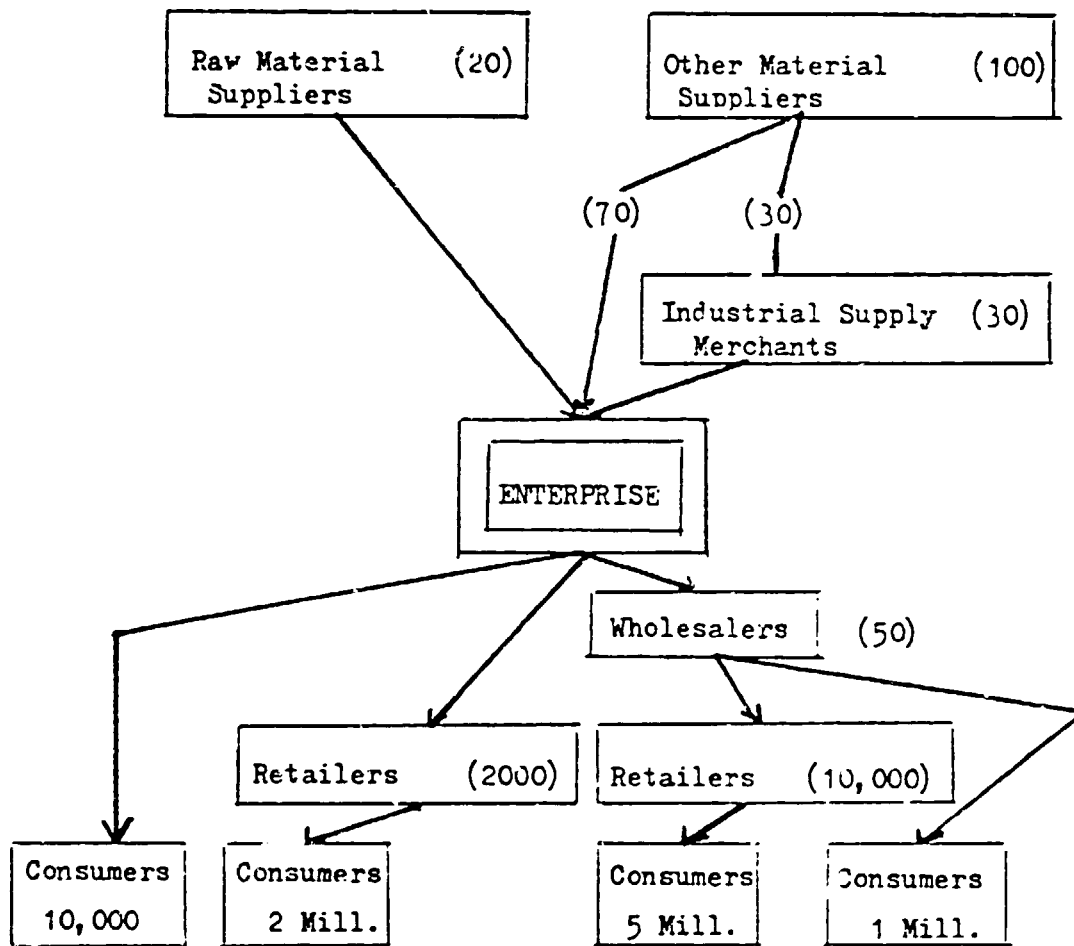 Raw Material (20)
Suppliers
Other Material (100)
Suppliers
(70) (30)
Industrial Supply (30)
Merchants
ENTERPRISE
Wholesalers (50)
Retailers (2000)
Retailers (10,000)
Consumers
10,000
Consumers
2 Mill.
Consumers
5 Mill.
Consumers
1 Mill.